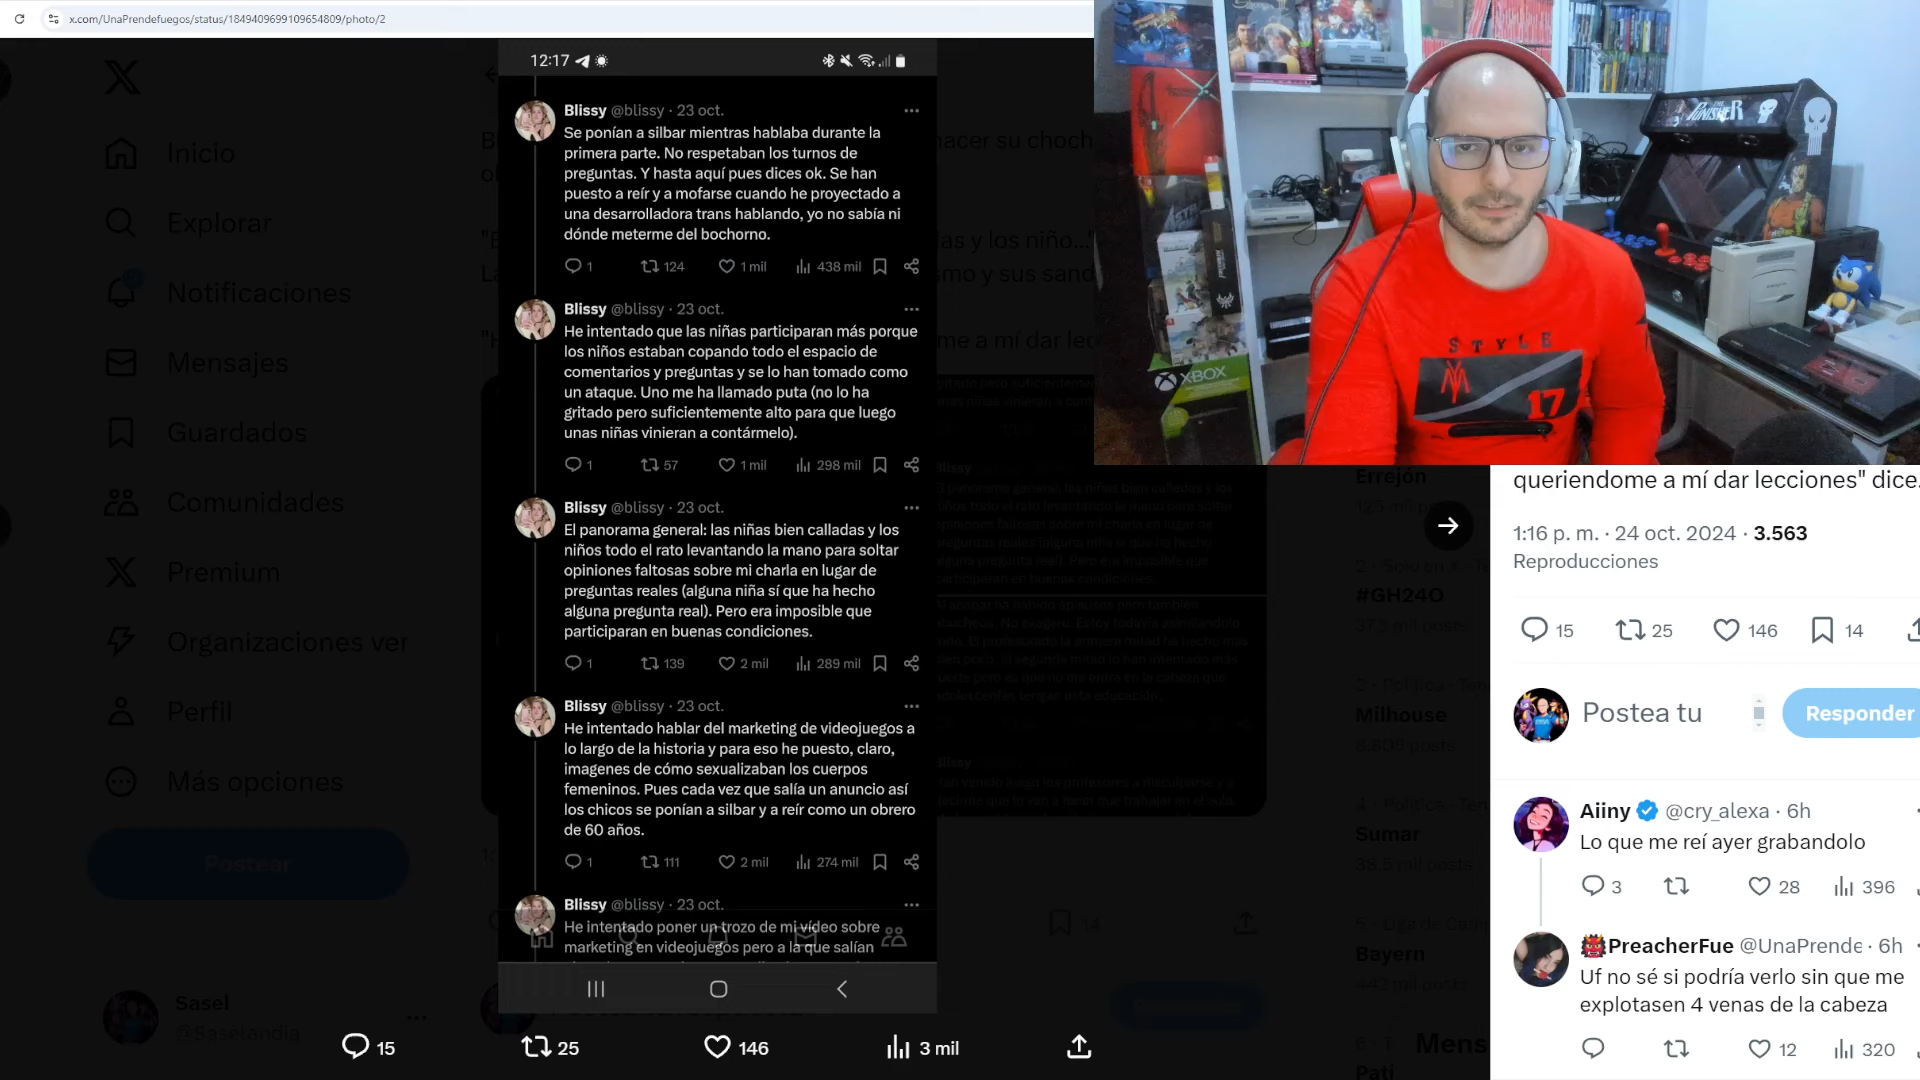 x.com/UnaPrendefuegos/status/1849409699109654809/photo/2
Inicio
Explorar
Notificaciones
Mensajes
Guardados
Comunidades
Premium
Organizaciones ver
Perfil
Más opciones
Postear
Sasel
@Saselandia
12:17
Blissy @blissy · 23 oct.
Se ponían a silbar mientras hablaba durante la
primera parte. No respetaban los turnos de
preguntas. Y hasta aquí pues dices ok. Se han
puesto a reír y a mofarse cuando he proyectado a
una desarrolladora trans hablando, yo no sabía ni
dónde meterme del bochorno.
1 124 1 mil 438 mil
Blissy @blissy · 23 oct.
He intentado que las niñas participaran más porque
los niños estaban copando todo el espacio de
comentarios y preguntas y se lo han tomado como
un ataque. Uno me ha llamado puta (no lo ha
gritado pero suficientemente alto para que luego
unas niñas vinieran a contármelo).
1 57 1 mil 298 mil
Blissy @blissy · 23 oct.
El panorama general: las niñas bien calladas y los
niños todo el rato levantando la mano para soltar
opiniones faltosas sobre mi charla en lugar de
preguntas reales (alguna niña sí que ha hecho
alguna pregunta real). Pero era imposible que
participaran en buenas condiciones.
1 139 2 mil 289 mil
Blissy @blissy · 23 oct.
He intentado hablar del marketing de videojuegos a
lo largo de la historia y para eso he puesto, claro,
imagenes de cómo sexualizaban los cuerpos
femeninos. Pues cada vez que salía un anuncio así
los chicos se ponían a silbar y a reír como un obrero
de 60 años.
1 111 2 mil 274 mil
Blissy @blissy · 23 oct.
He intentado poner un trozo de mi vídeo sobre
marketing en videojuegos pero a la que salían
15 25 146 3 mil
THE PUNISHER
XBOX
STYLE
17
Errejón
#GH24O
Milhouse
Sumar
Bayern
Mens
queriendome a mí dar lecciones" dice.
1:16 p. m. · 24 oct. 2024 · 3.563
Reproducciones
15 25 146 14
Postea tu
Responder
Aiiny @cry_alexa · 6h
Lo que me reí ayer grabandolo
3 28 396
PreacherFue @UnaPrende · 6h
Uf no sé si podría verlo sin que me
explotasen 4 venas de la cabeza
12 320